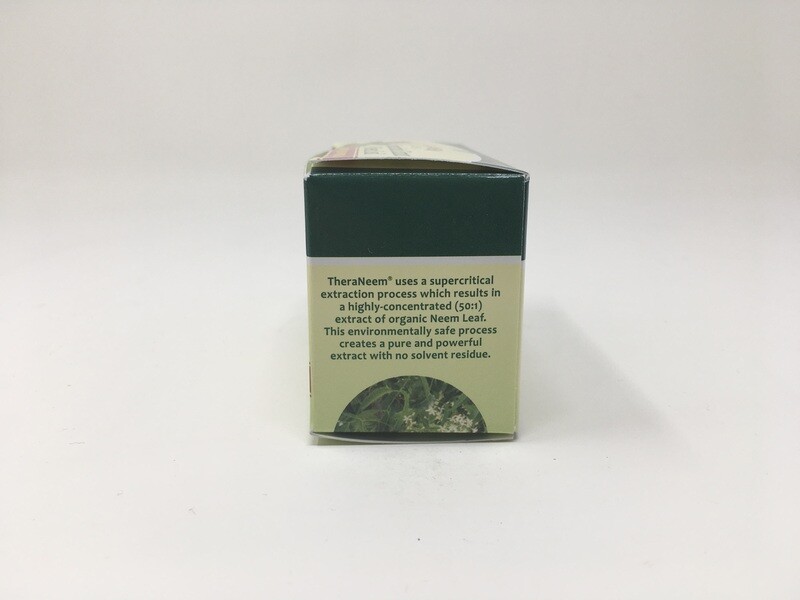 TheraNeem® uses a supercritical
extraction process which results in
a highly-concentrated (50:1)
extract of organic Neem Leaf.
This environmentally safe process
creates a pure and powerful
extract with no solvent residue.